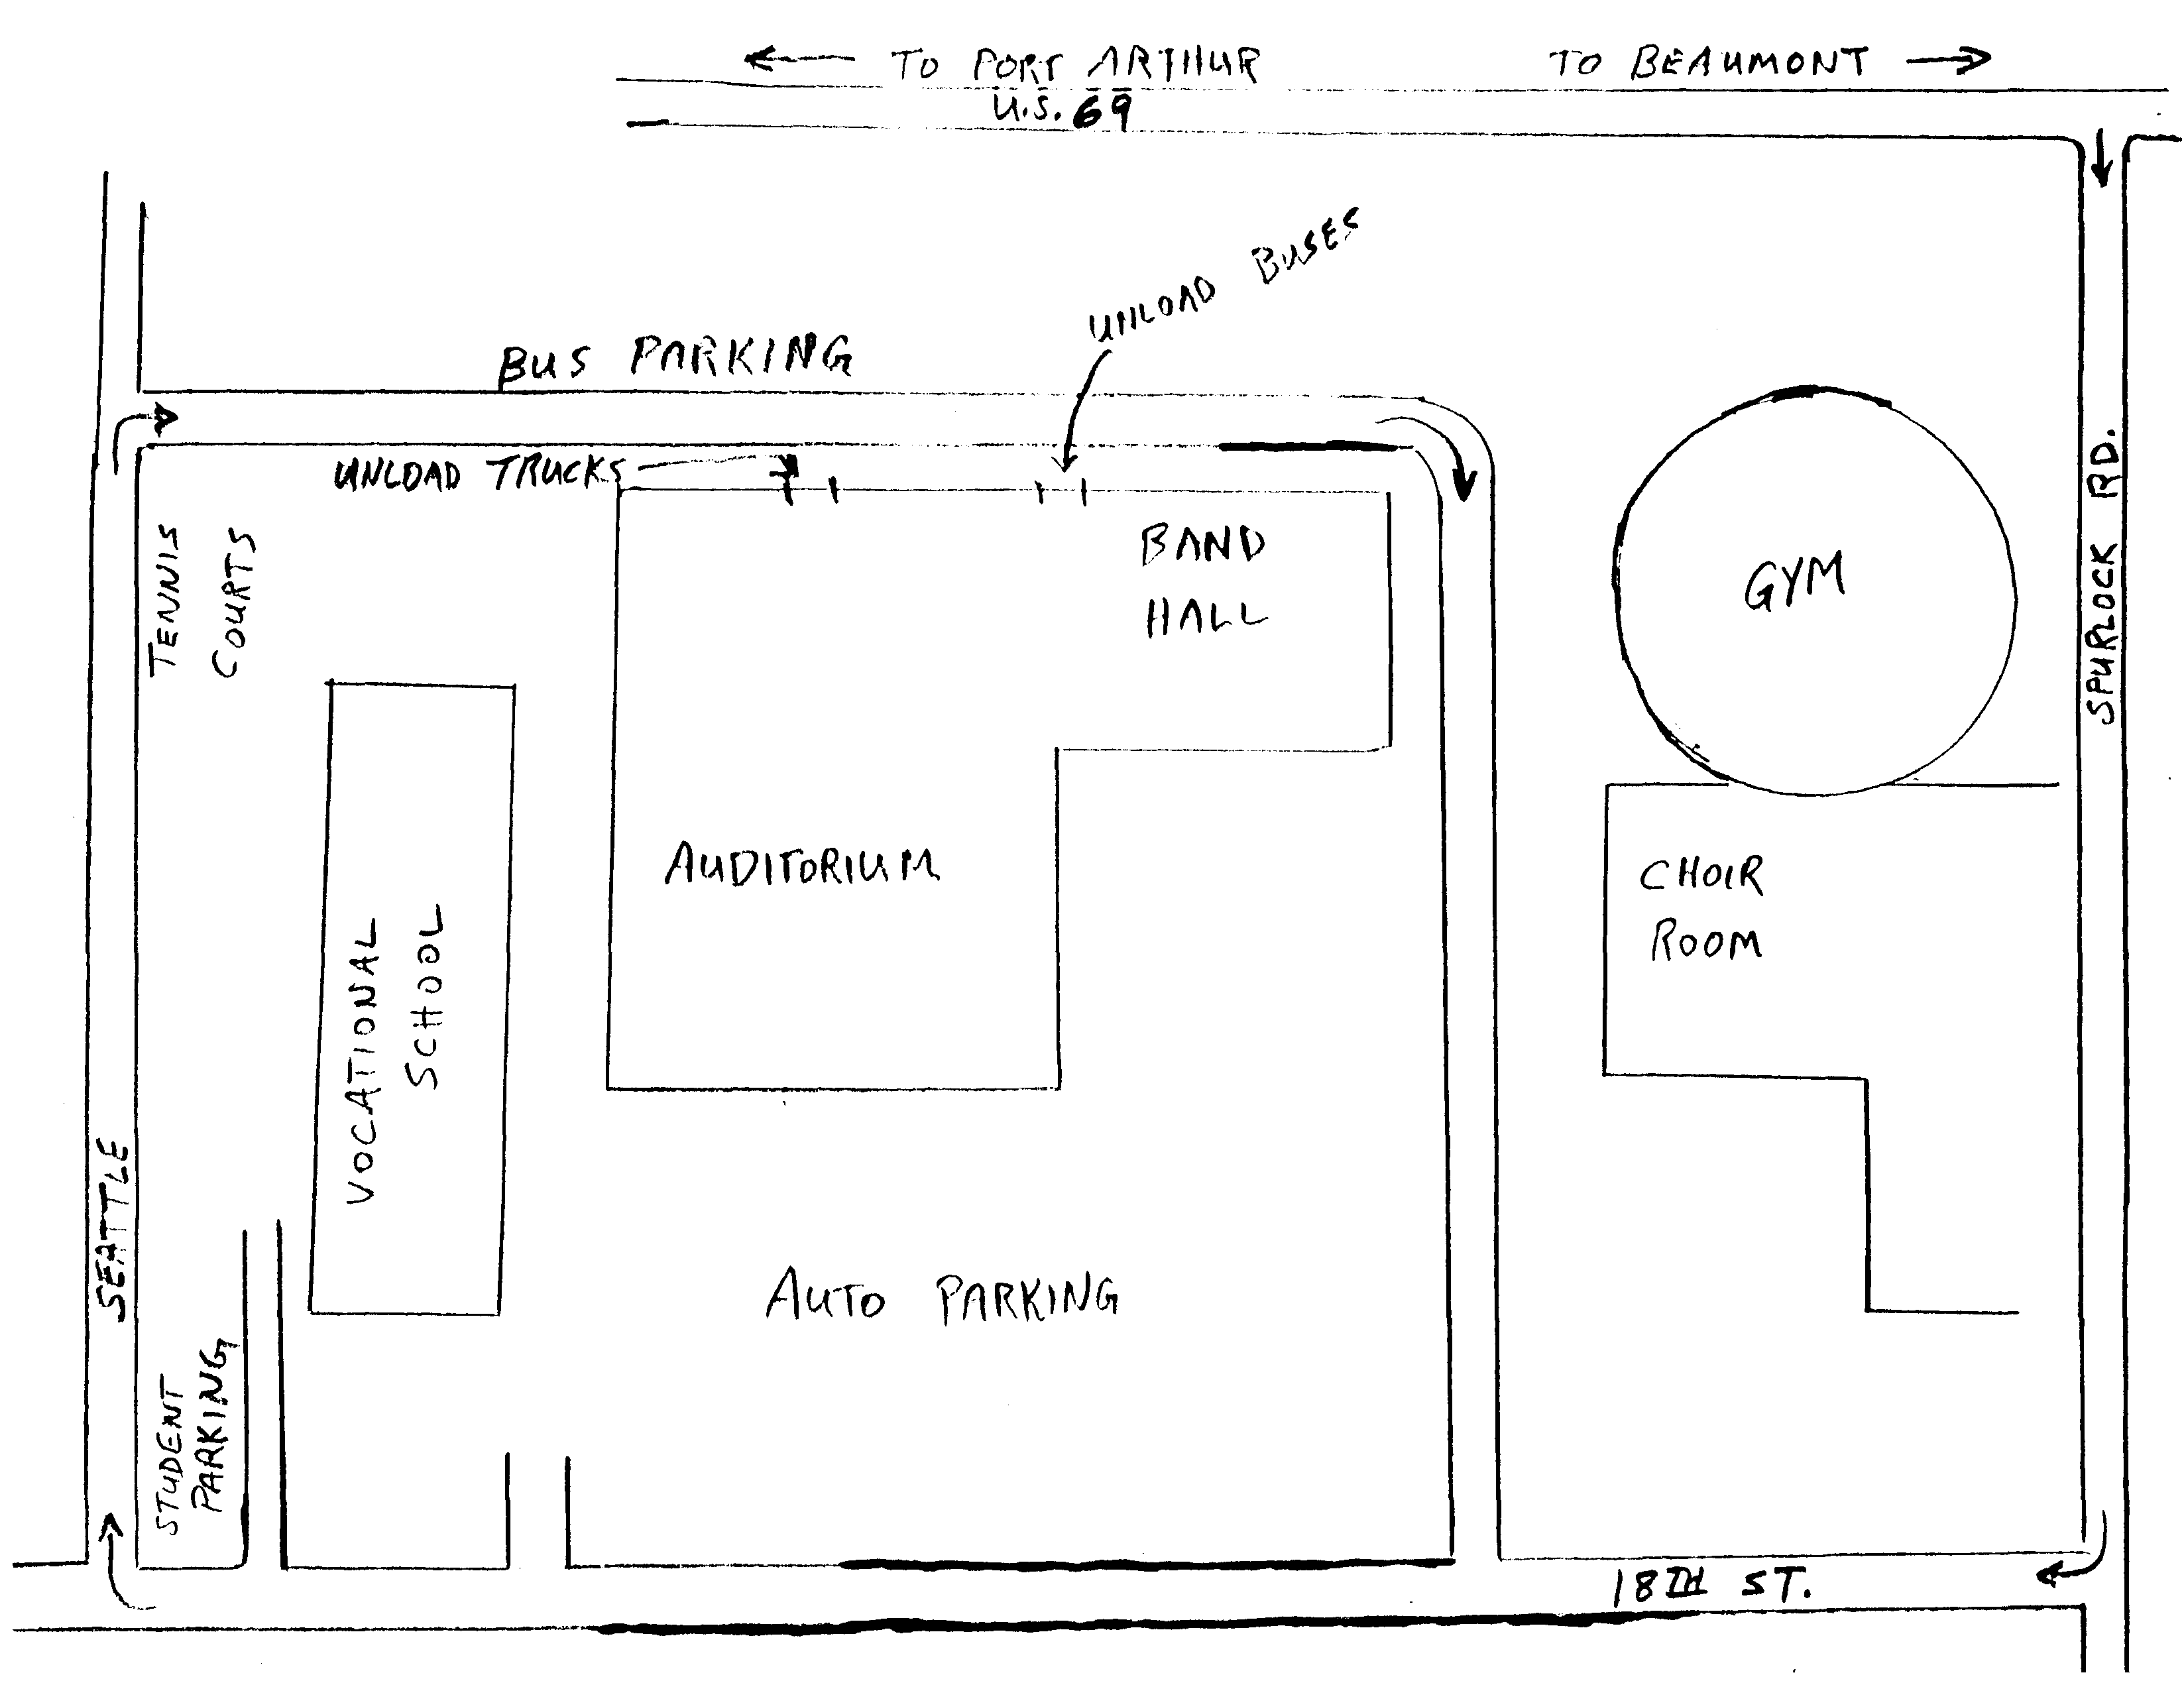 ← TO PORT ARTHUR
TO BEAUMONT →
U.S. 69
UNLOAD BUSES
BUS PARKING
UNLOAD TRUCKS
TENNIS
COURTS
BAND
HALL
GYM
SPURLOCK RD.
AUDITORIUM
CHOIR
ROOM
VOCATIONAL
SCHOOL
SEATTLE
AUTO PARKING
STUDENT
PARKING
18TH ST.